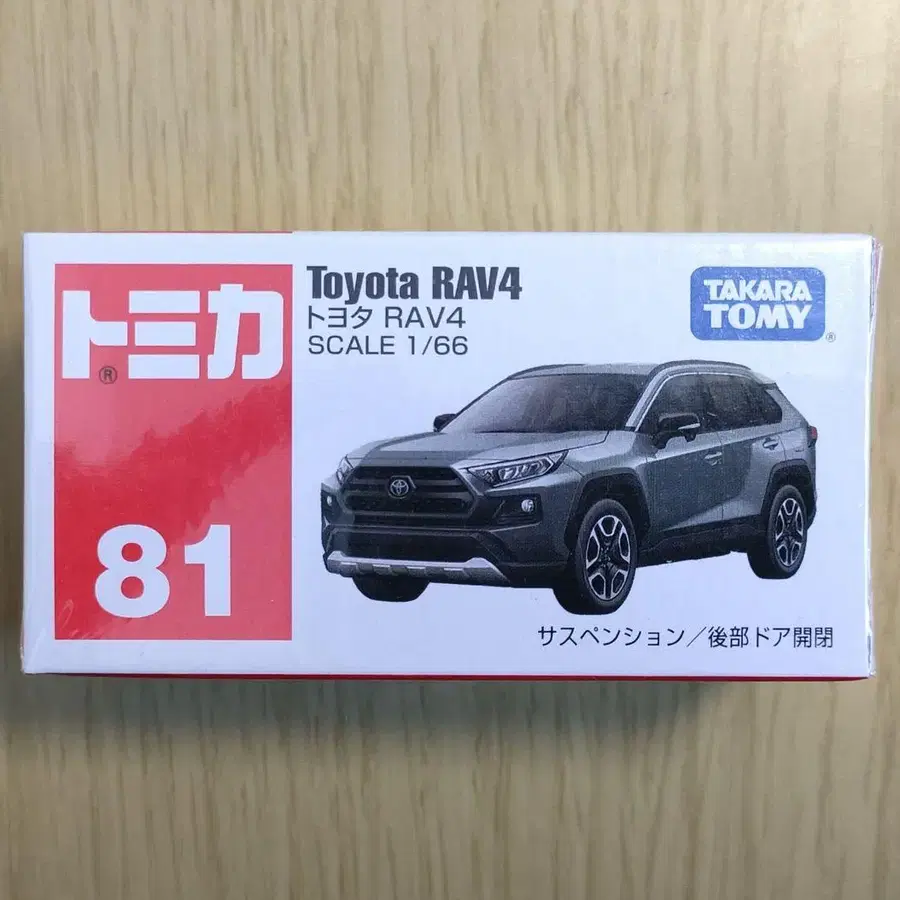 トミカ
®
81
Toyota RAV4
トヨタ RAV4
SCALE 1/66
TAKARA
TOMY
®
サスペンション/後部ドア開閉